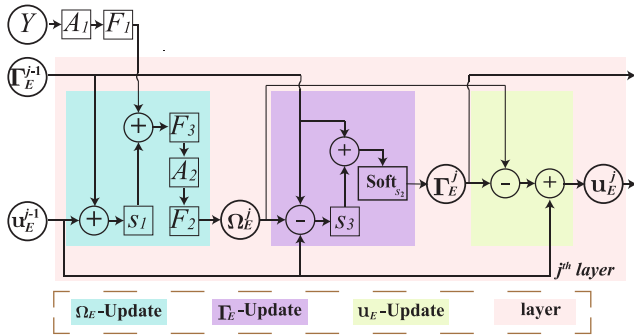 Y A₁ F₁
Γ_E^{j-1}
+ F₃ - +
A₂ Soft_{s₂}
u_E^{j-1} + s₁ F₂ Ω_E^j - s₃ Γ_E^j - + u_E^j
jth layer
Ω_E-Update Γ_E-Update u_E-Update layer